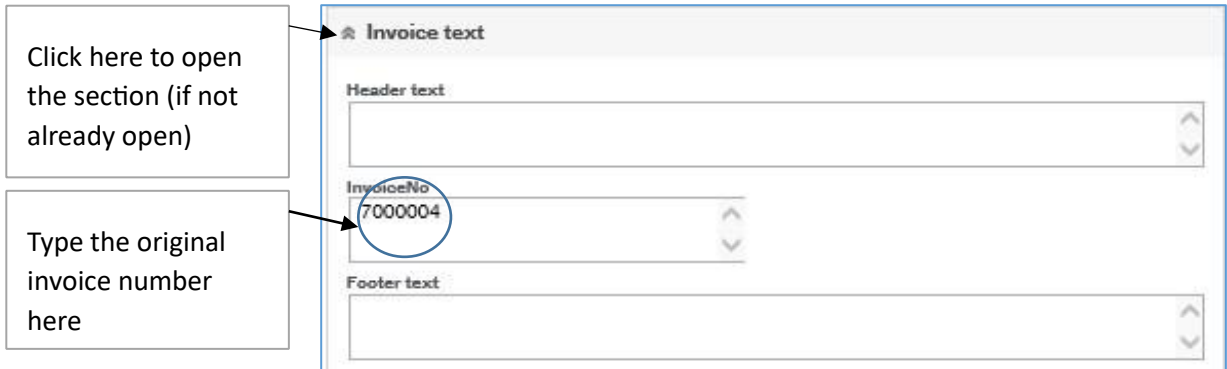 Click here to open
the section (if not
already open)
Invoice text
Header text
InvoiceNo
7000004
Type the original
invoice number
here
Footer text